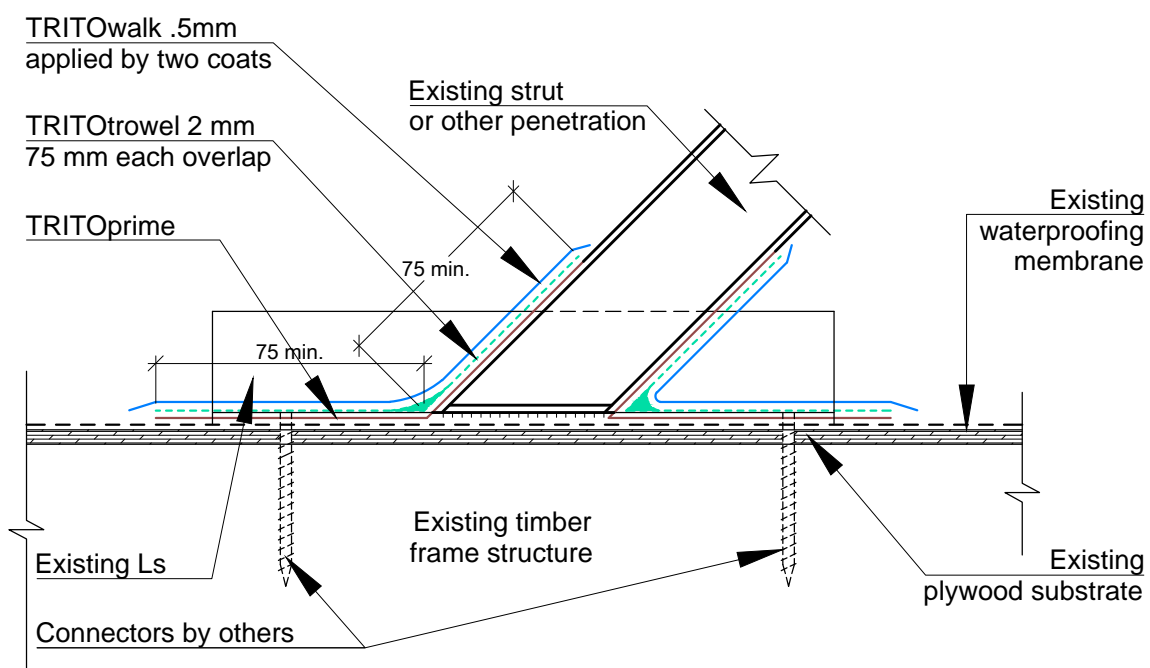 TRITOwalk .5mm
applied by two coats
Existing strut
or other penetration
TRITOtrowel 2 mm
75 mm each overlap
TRITOprime
Existing
waterproofing
membrane
75 min.
75 min.
Existing Ls
Existing timber
frame structure
Existing
plywood substrate
Connectors by others